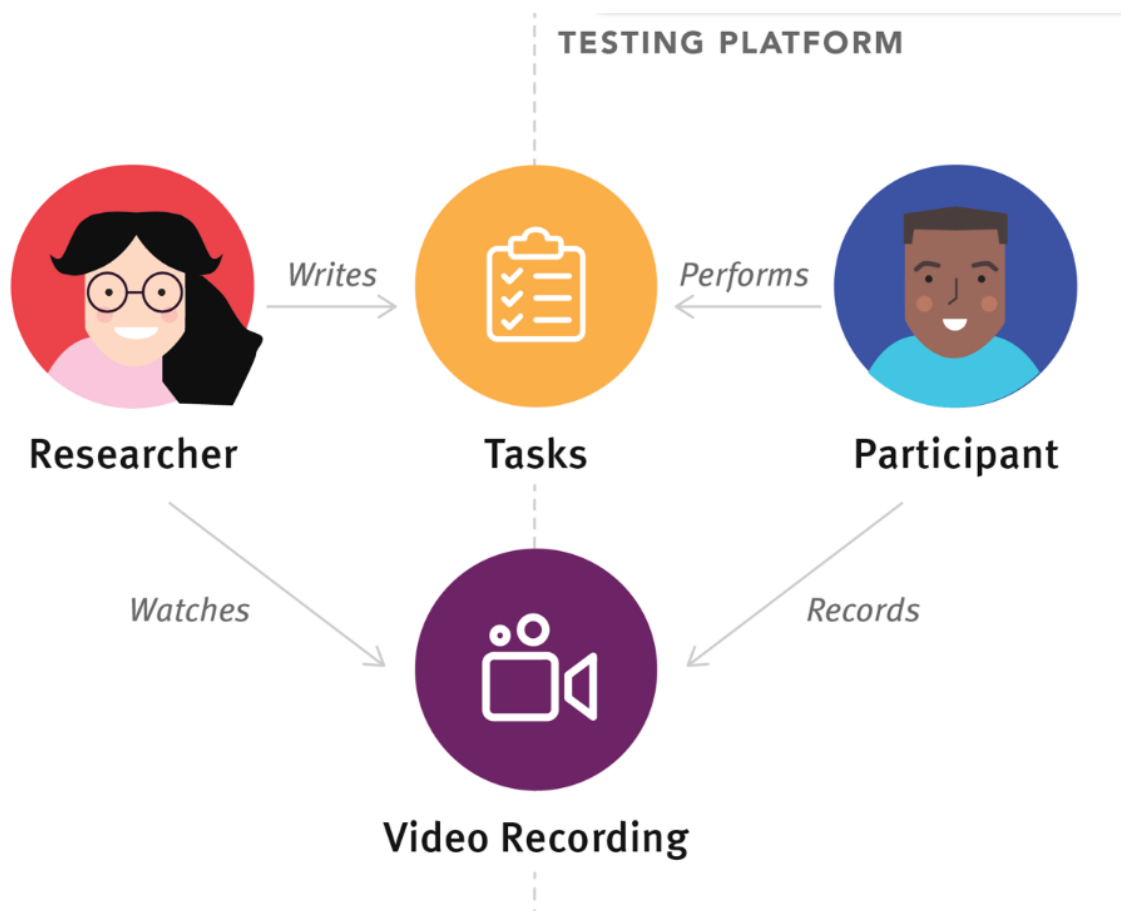 TESTING PLATFORM
Writes
Performs
Researcher
Tasks
Participant
Watches
Records
Video Recording